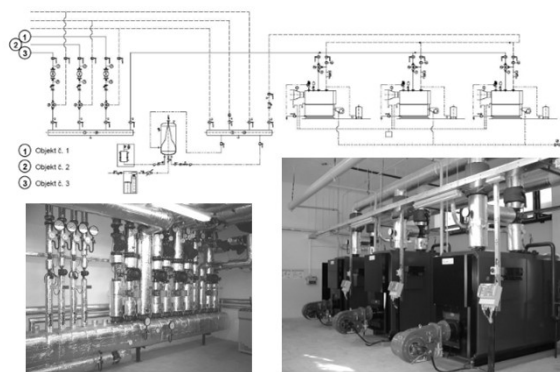 1
2
3
1 Objekt č. 1
2 Objekt č. 2
3 Objekt č. 3